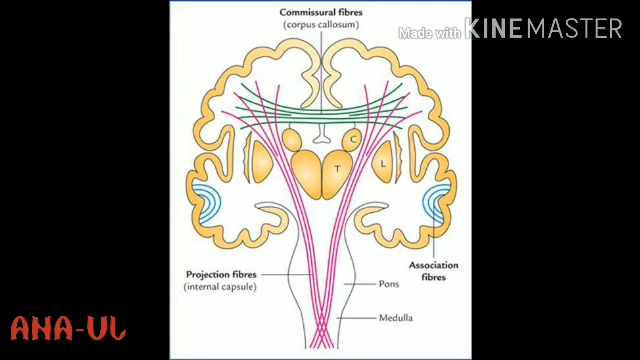 Commissural fibres
(corpus callosum)
Made with KINEMASTER
C
T
L
Projection fibres
(internal capsule)
Association
fibres
Pons
Medulla
ANA-UL